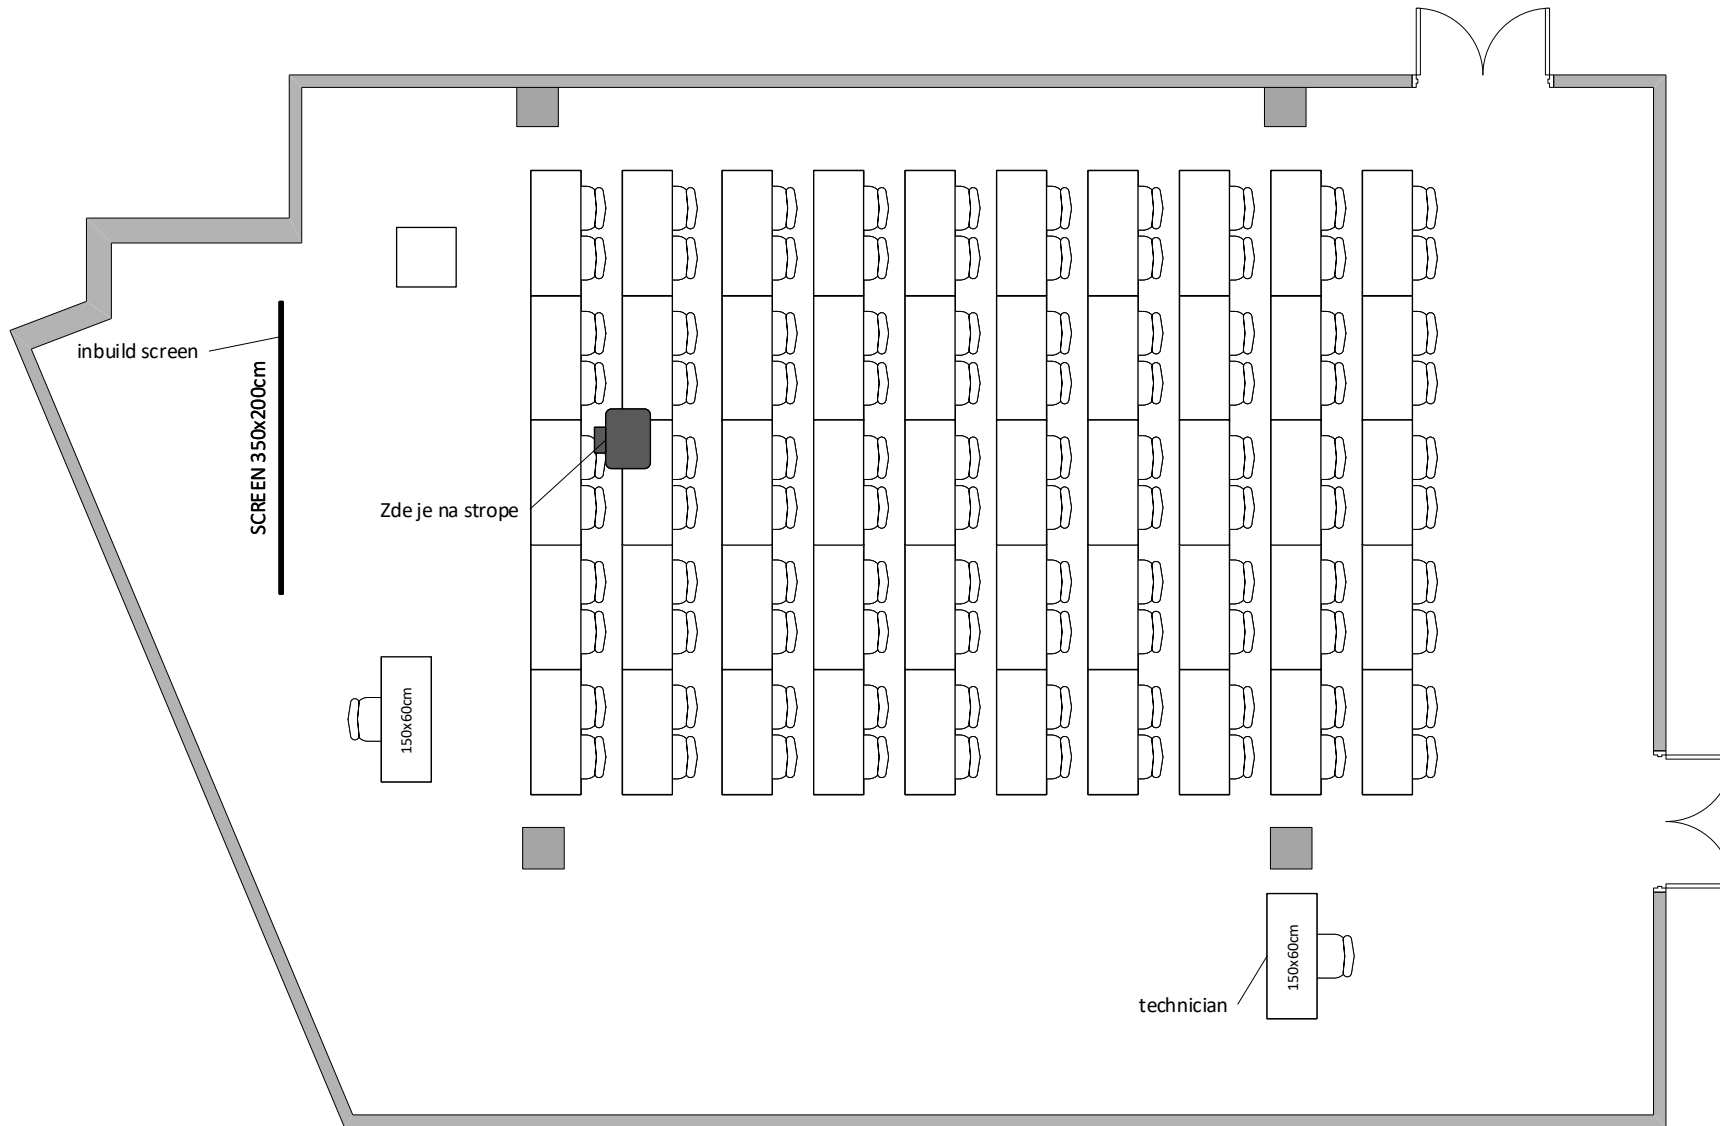 inbuild screen
SCREEN 350x200cm
Zde je na strope
150x60cm
150x60cm
technician